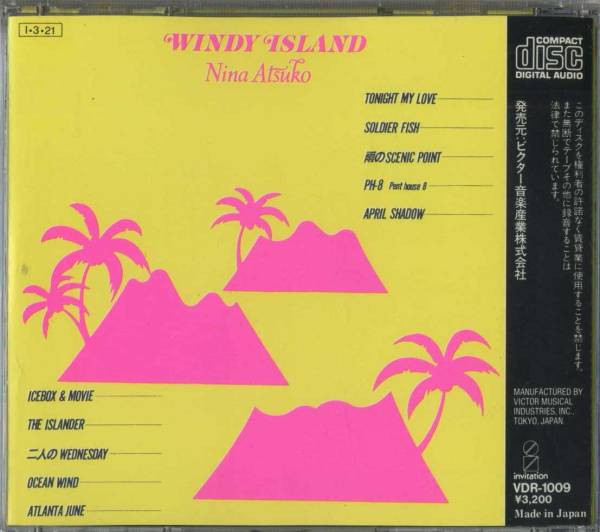 I・3・21
WINDY ISLAND
Nina Atsuko
TONIGHT MY LOVE
SOLDIER FISH
雨のSCENIC POINT
PH-8 Pent house 8
APRIL SHADOW
ICEBOX & MOVIE
THE ISLANDER
二人のWEDNESDAY
OCEAN WIND
ATLANTA JUNE
COMPACT
disc
DIGITAL AUDIO
このディスクを権利者の許諾なく賃貸業に使用することを禁じます。
また無断でテープその他に録音することは
法律で禁じられています。
発売元:ビクター音楽産業株式会社
MANUFACTURED BY
VICTOR MUSICAL
INDUSTRIES, INC.,
TOKYO, JAPAN.
invitation
VDR-1009
¥3,200
Made in Japan